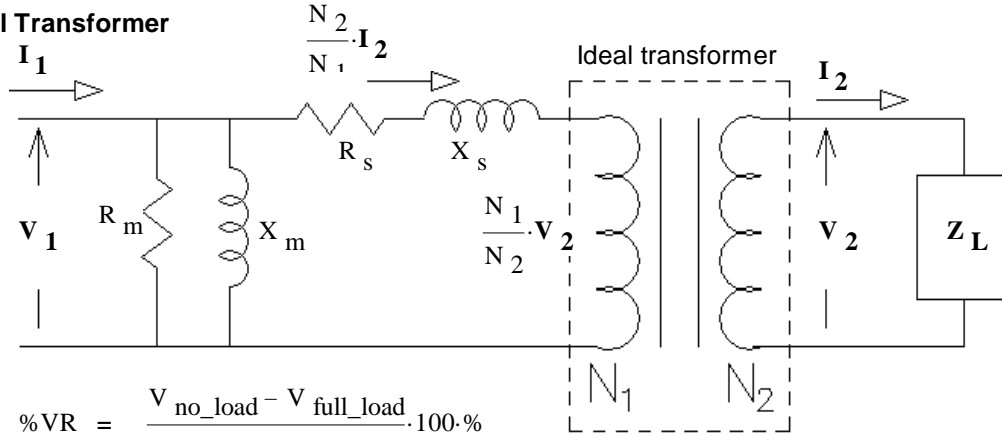 l Transformer
I 1
N 2
N 1
· I 2
Ideal transformer
I 2
R s
X s
V 1
R m
X m
N 1
N 2
· V 2
V 2
Z L
N1
N2
%VR = V no_load − V full_load ·100·%